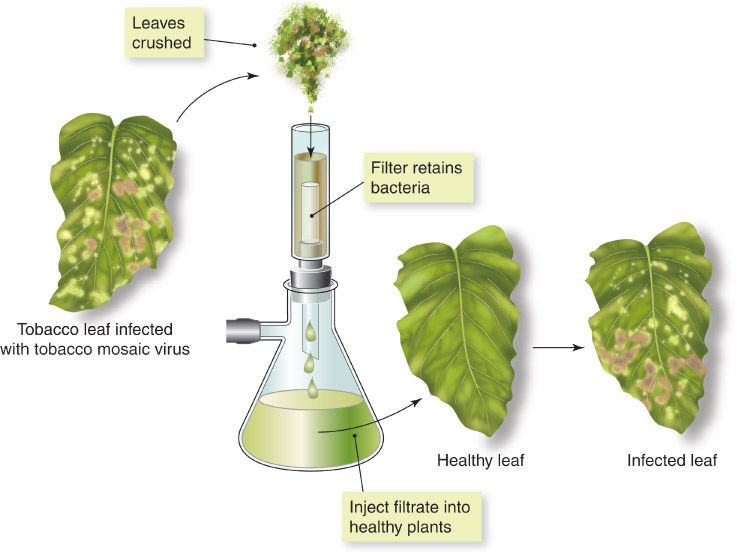 Leaves
crushed
Filter retains
bacteria
Tobacco leaf infected
with tobacco mosaic virus
Healthy leaf
Infected leaf
Inject filtrate into
healthy plants